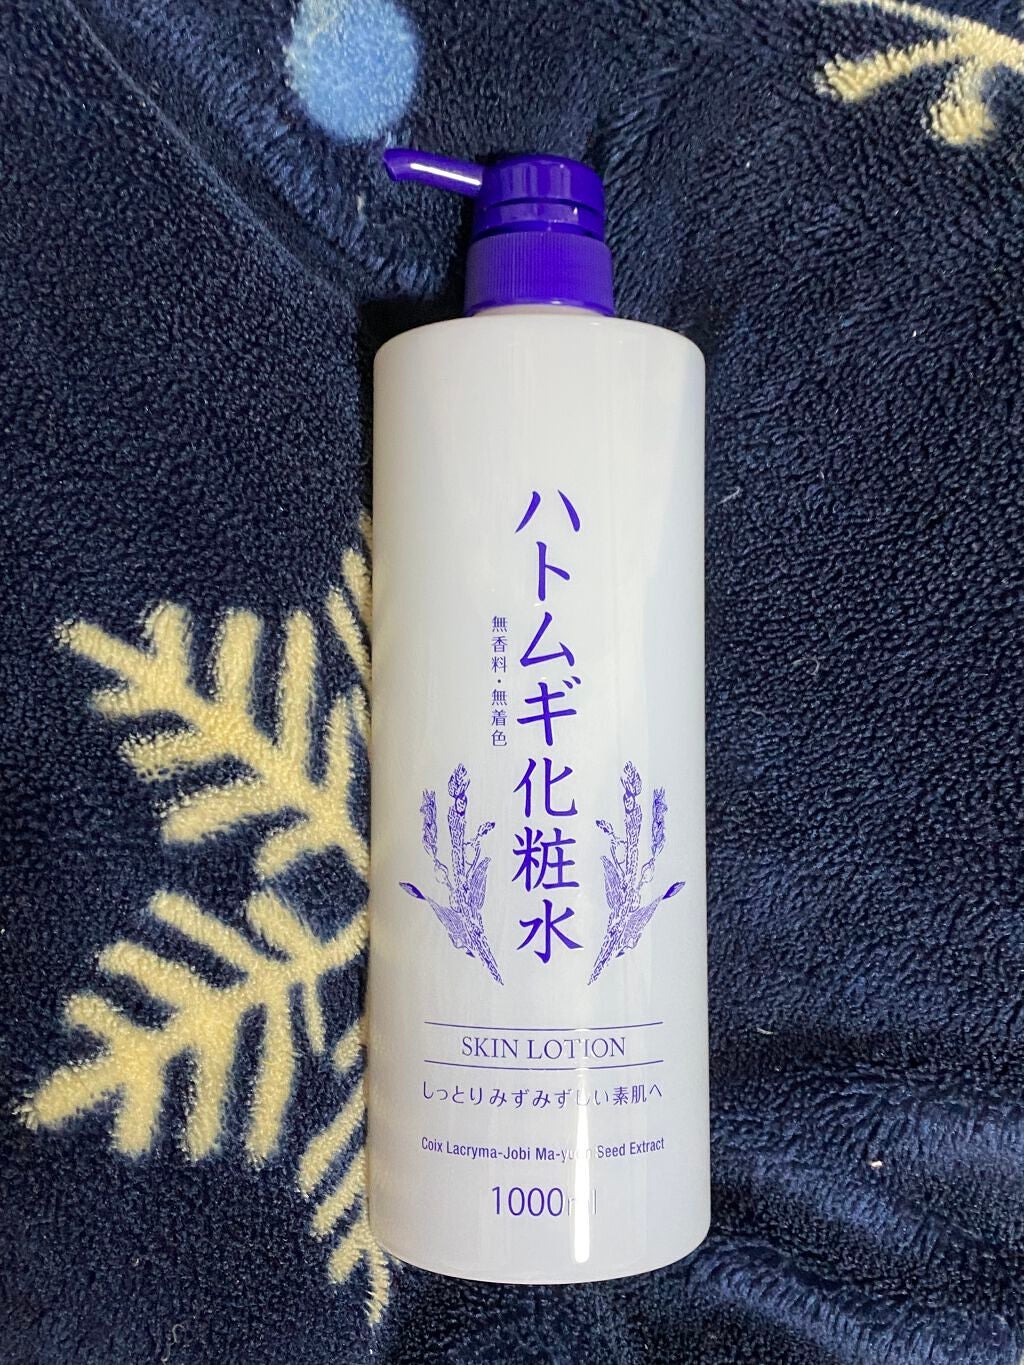 ハトムギ化粧水
無香料・無着色
SKIN LOTION
しっとりみずみずしい素肌へ
Coix Lacryma-Jobi Ma-yuen Seed Extract
1000ml